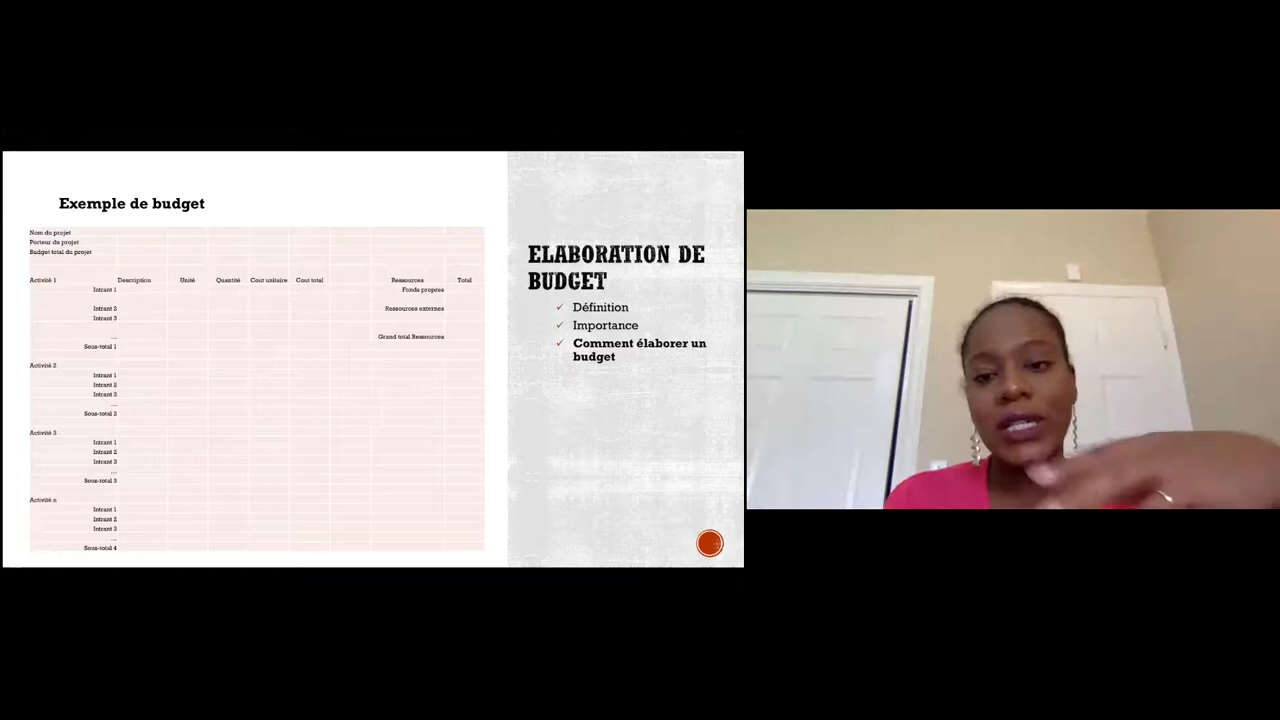 Exemple de budget
Nom du projet
Porteur du projet
Budget total du projet
Activité 1 Description Unité Quantité Cout unitaire Cout total Ressources Total
Intrant 1 Fonds propres
Intrant 2 Ressources externes
Intrant 3
... Grand total Ressources
Sous-total 1
Activité 2
Intrant 1
Intrant 2
Intrant 3
...
Sous-total 2
Activité 3
Intrant 1
Intrant 2
Intrant 3
...
Sous-total 3
Activité n
Intrant 1
Intrant 2
Intrant 3
...
Sous-total 4
ELABORATION DE
BUDGET
✓ Définition
✓ Importance
✓ Comment élaborer un
budget